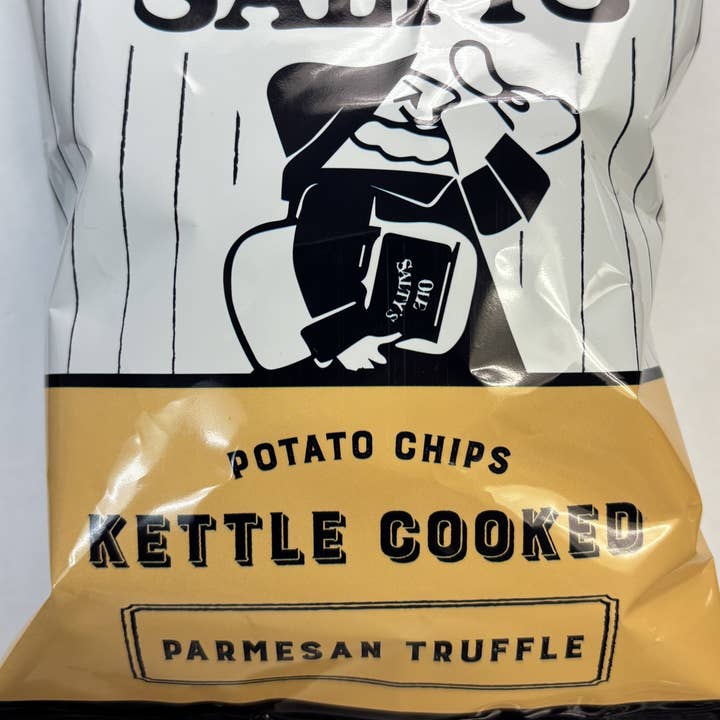 OLE
SALTY'S
POTATO CHIPS
KETTLE COOKED
PARMESAN TRUFFLE